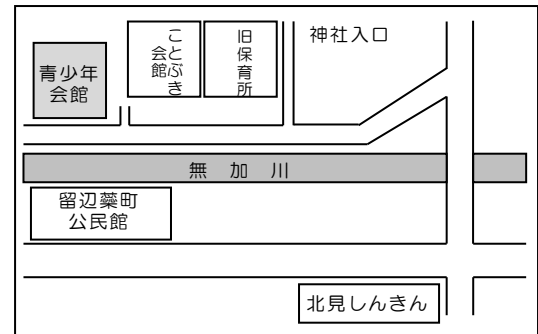 青少年
会館
ことぶき
会館
旧保育所
神社入口
無加川
留辺蘂町
公民館
北見しんきん